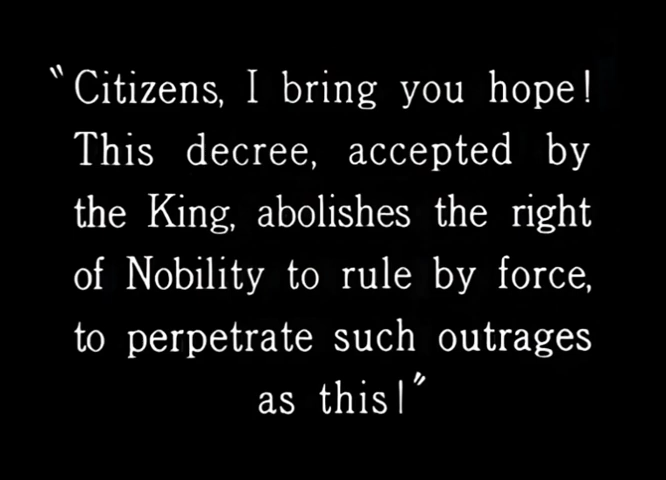 "Citizens, I bring you hope!
This decree, accepted by
the King, abolishes the right
of Nobility to rule by force,
to perpetrate such outrages
as this!"